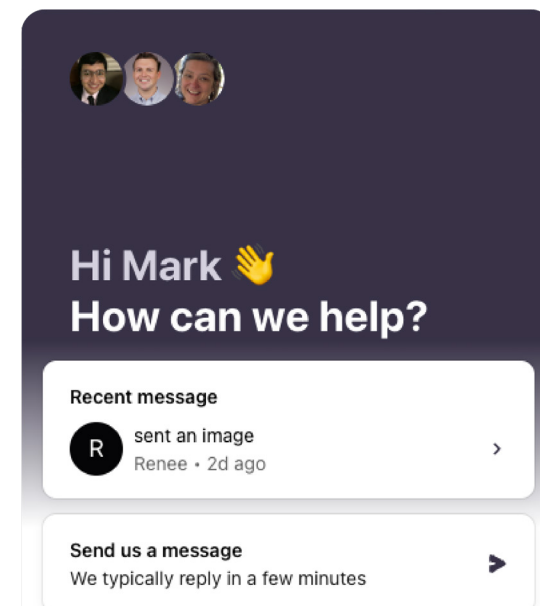 Hi Mark 👋
How can we help?
Recent message
R
sent an image
Renee • 2d ago
Send us a message
We typically reply in a few minutes